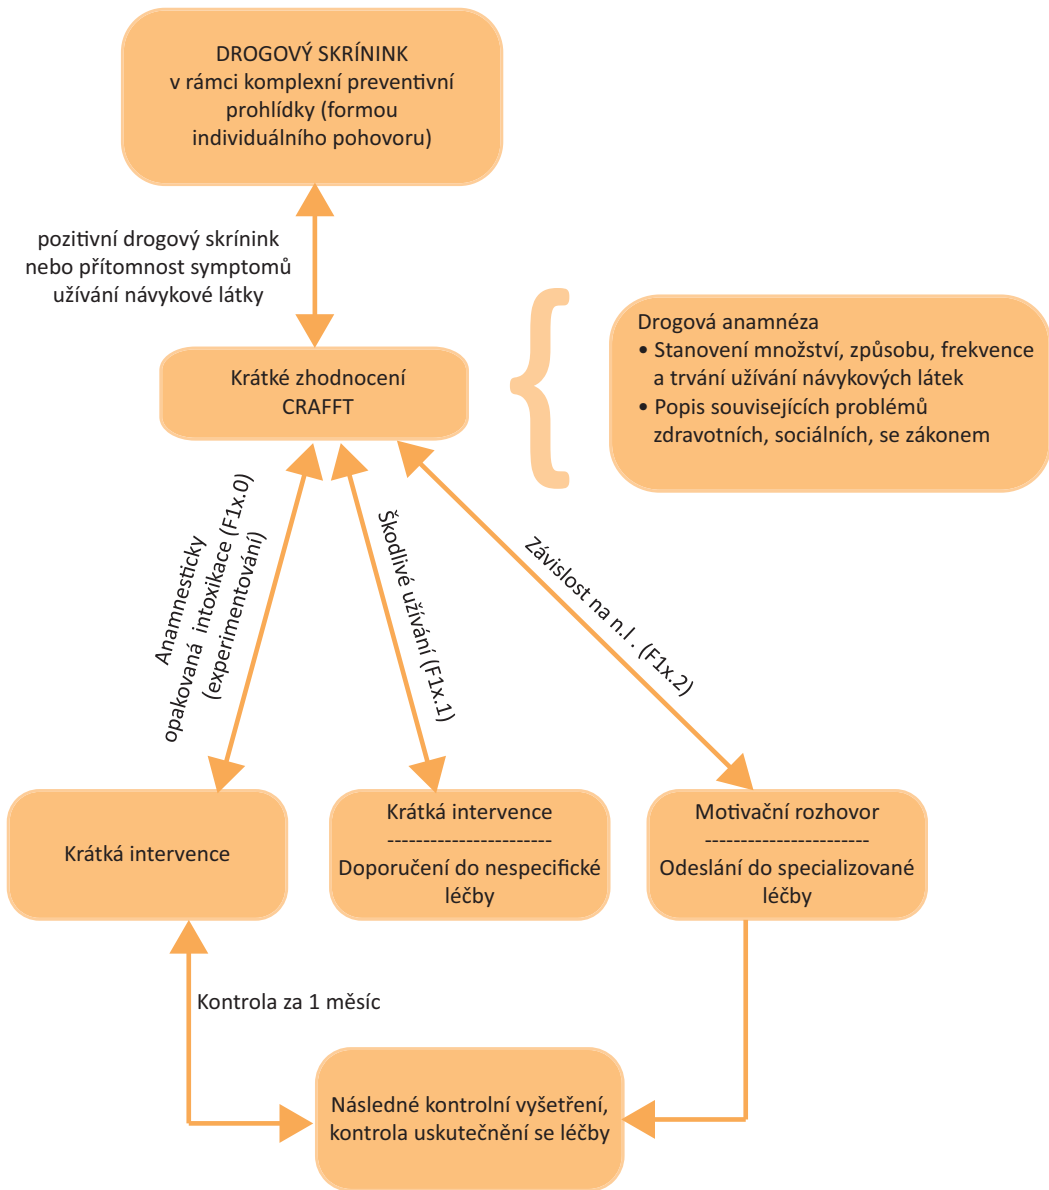 DROGOVÝ SKRÍNINK
v rámci komplexní preventivní
prohlídky (formou
individuálního pohovoru)
pozitivní drogový skrínink
nebo přítomnost symptomů
užívání návykové látky
Krátké zhodnocení
CRAFFT
{
Drogová anamnéza
• Stanovení množství, způsobu, frekvence
a trvání užívání návykových látek
• Popis souvisejících problémů
zdravotních, sociálních, se zákonem
Anamnesticky
opakovaná intoxikace (F1x.0)
(experimentování)
Škodlivé užívání (F1x.1)
Závislost na n.l . (F1x.2)
Krátká intervence
Krátká intervence
-----------------------
Doporučení do nespecifické
léčby
Motivační rozhovor
-----------------------
Odeslání do specializované
léčby
Kontrola za 1 měsíc
Následné kontrolní vyšetření,
kontrola uskutečnění se léčby